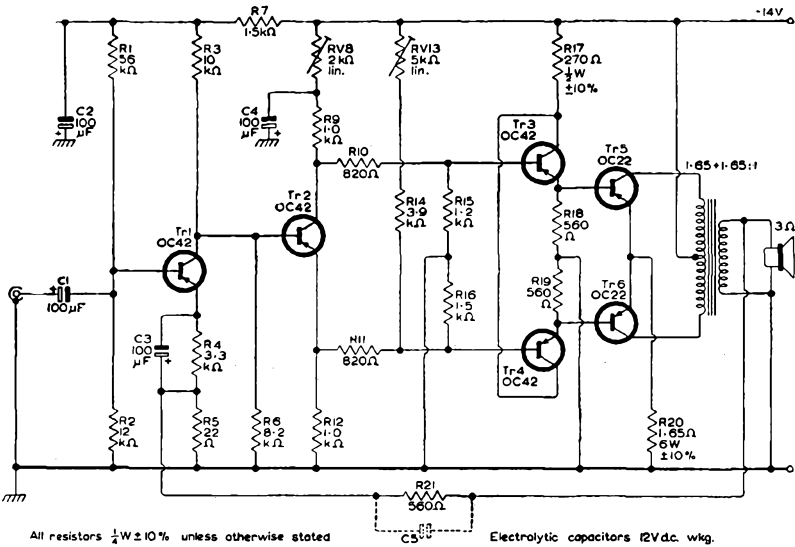 R7
1·5kΩ
-14V
R1
56
kΩ
R3
10
kΩ
RV8
2kΩ
lin.
RV13
5kΩ
lin.
R17
270Ω
½W
±10%
C2
100
μF
+
C4
100
μF
+
R9
1·0
kΩ
R10
820Ω
Tr3
OC42
Tr5
OC22
1·65+1·65:1
Tr2
OC42
R14
3·9
kΩ
R15
1·2
kΩ
R18
560
Ω
3Ω
Tr1
OC42
C1
+
100μF
R16
1·5
kΩ
R19
560
Ω
Tr6
OC22
C3
100
μF
+
R4
3·3
kΩ
R11
820Ω
Tr4
OC42
R2
12
kΩ
R5
22
Ω
R6
8·2
kΩ
R12
1·0
kΩ
R20
1·65Ω
6W
±10%
R21
560Ω
C5
All resistors ¼W ± 10% unless otherwise stated
Electrolytic capacitors 12V d.c. wkg.